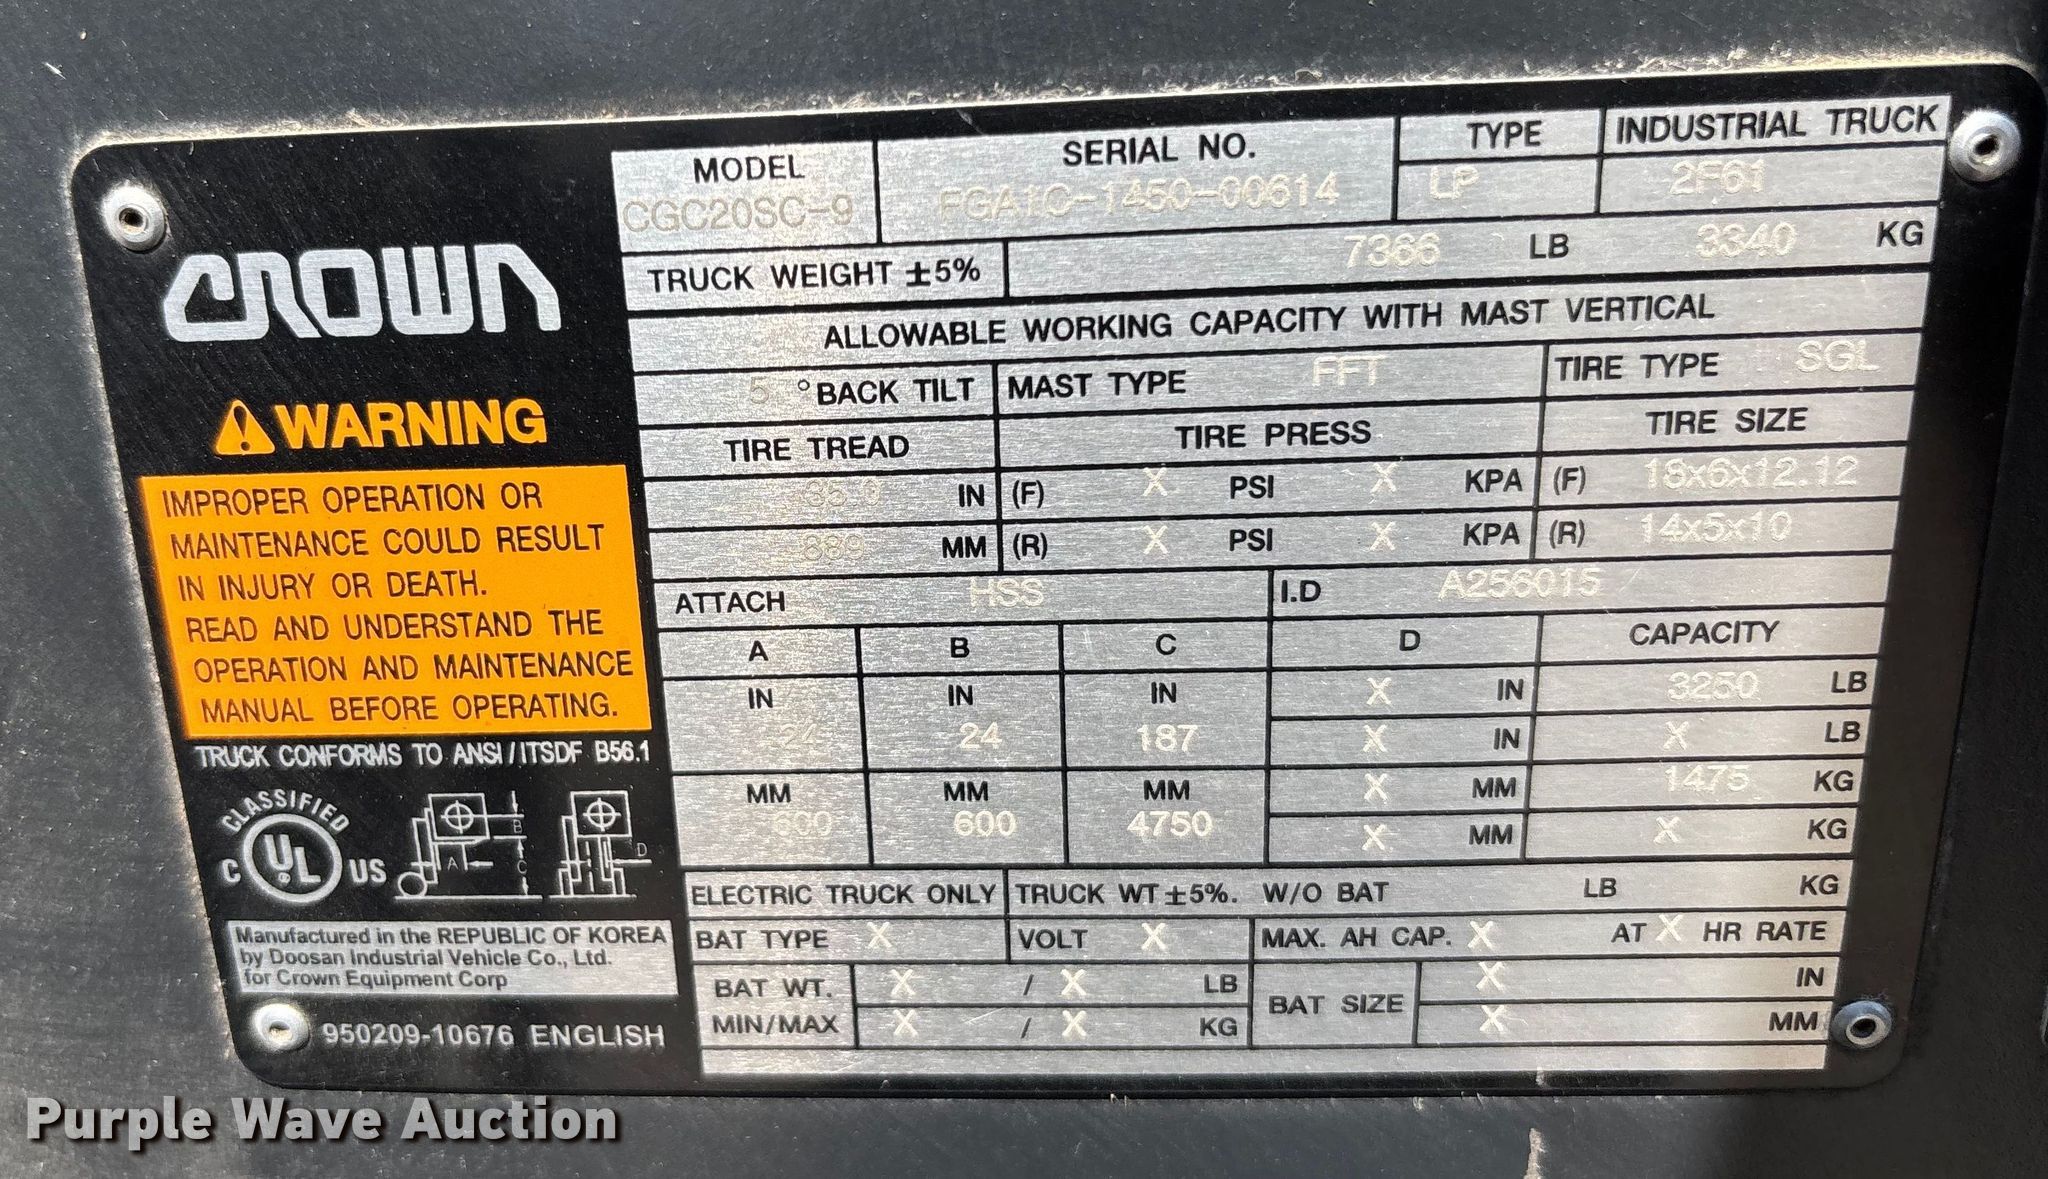 CROWN
WARNING
IMPROPER OPERATION OR
MAINTENANCE COULD RESULT
IN INJURY OR DEATH.
READ AND UNDERSTAND THE
OPERATION AND MAINTENANCE
MANUAL BEFORE OPERATING.
TRUCK CONFORMS TO ANSI/ITSDF B56.1
CLASSIFIED
C UL ® US
A B C D
Manufactured in the REPUBLIC OF KOREA
by Doosan Industrial Vehicle Co., Ltd.
for Crown Equipment Corp
950209-10676 ENGLISH
MODEL SERIAL NO. TYPE INDUSTRIAL TRUCK
CGC20SC-9 FGA1C-1450-00614 LP 2F61
TRUCK WEIGHT ±5% 7366 LB 3340 KG
ALLOWABLE WORKING CAPACITY WITH MAST VERTICAL
5 °BACK TILT MAST TYPE FFT TIRE TYPE SGL
TIRE TREAD TIRE PRESS TIRE SIZE
35.0 IN (F) X PSI X KPA (F) 18x6x12.12
889 MM (R) X PSI X KPA (R) 14x5x10
ATTACH HSS I.D A256015
A B C D CAPACITY
IN IN IN X IN 3250 LB
24 24 187 X IN X LB
MM MM MM X MM 1475 KG
600 600 4750 X MM X KG
ELECTRIC TRUCK ONLY TRUCK WT ±5%. W/O BAT LB KG
BAT TYPE X VOLT X MAX. AH CAP. X AT X HR RATE
BAT WT. X / X LB BAT SIZE X IN
MIN/MAX X / X KG X MM
Purple Wave Auction